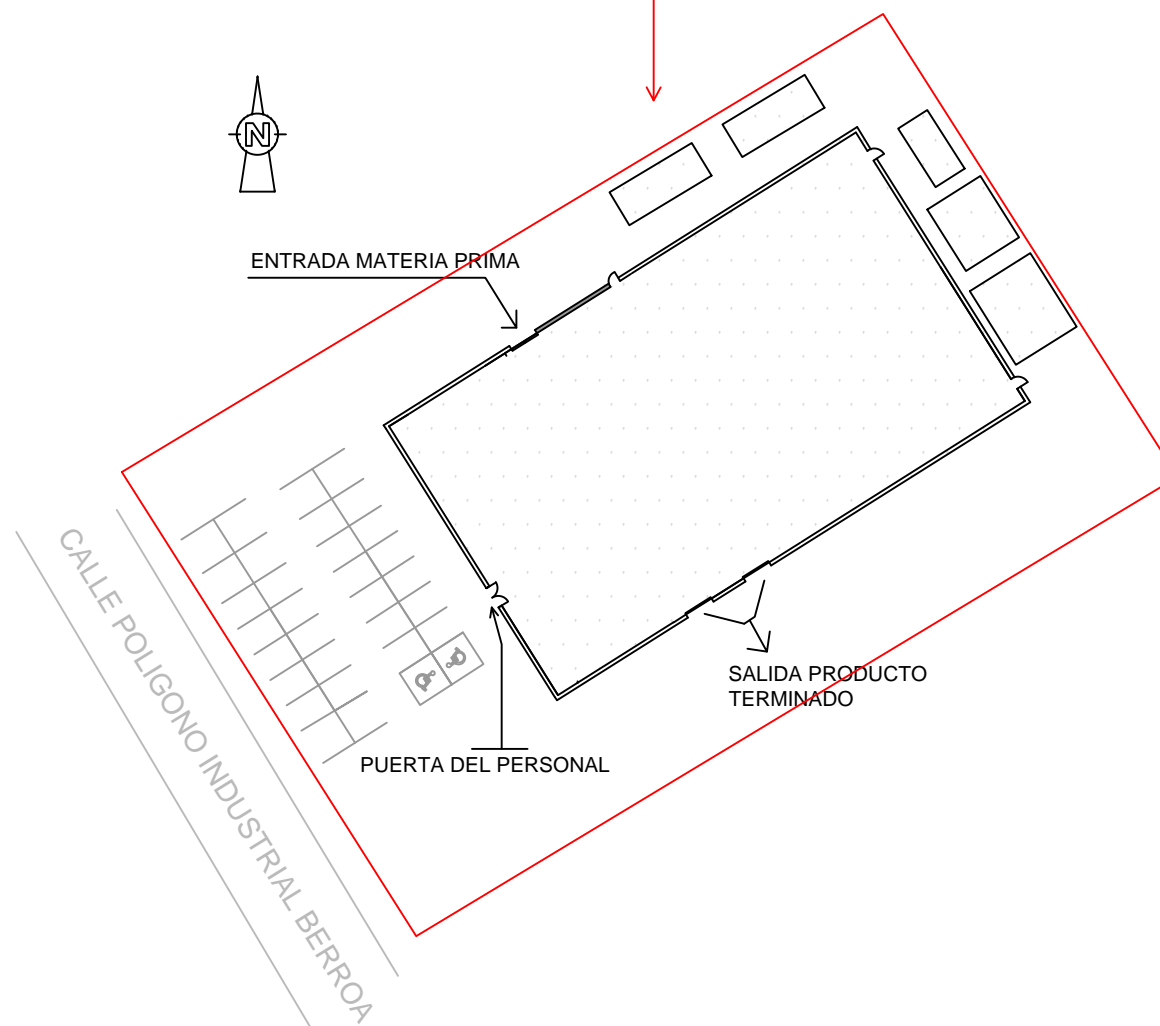 N
ENTRADA MATERIA PRIMA
CALLE POLIGONO INDUSTRIAL BERROA
SALIDA PRODUCTO
TERMINADO
PUERTA DEL PERSONAL